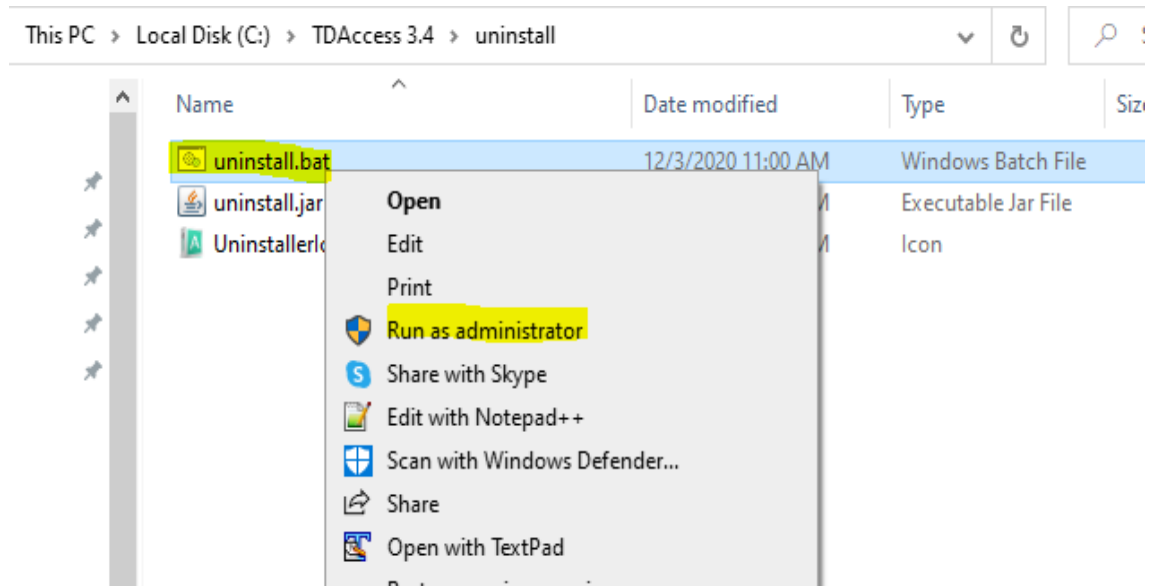 This PC > Local Disk (C:) > TDAccess 3.4 > uninstall
Name Date modified Type
uninstall.bat 12/3/2020 11:00 AM Windows Batch File
uninstall.jar Executable Jar File
Icon
Open
Edit
Print
Run as administrator
Share with Skype
Edit with Notepad++
Scan with Windows Defender...
Share
Open with TextPad